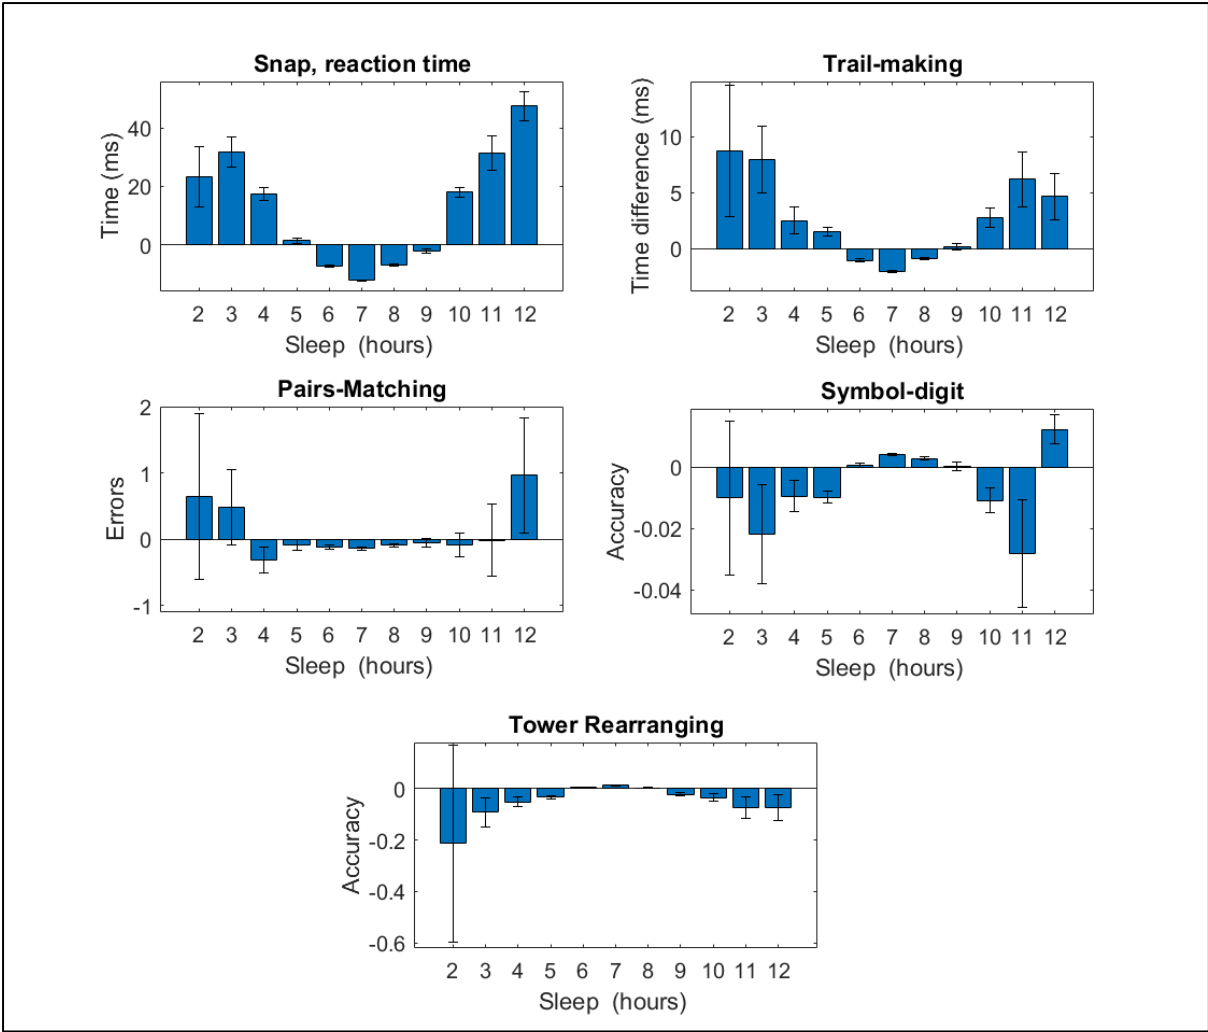 Snap, reaction time
Time (ms)
40
20
0
2 3 4 5 6 7 8 9 10 11 12
Sleep (hours)
Trail-making
Time difference (ms)
10
5
0
2 3 4 5 6 7 8 9 10 11 12
Sleep (hours)
Pairs-Matching
Errors
2
1
0
-1
2 3 4 5 6 7 8 9 10 11 12
Sleep (hours)
Symbol-digit
Accuracy
0
-0.02
-0.04
2 3 4 5 6 7 8 9 10 11 12
Sleep (hours)
Tower Rearranging
Accuracy
0
-0.2
-0.4
-0.6
2 3 4 5 6 7 8 9 10 11 12
Sleep (hours)